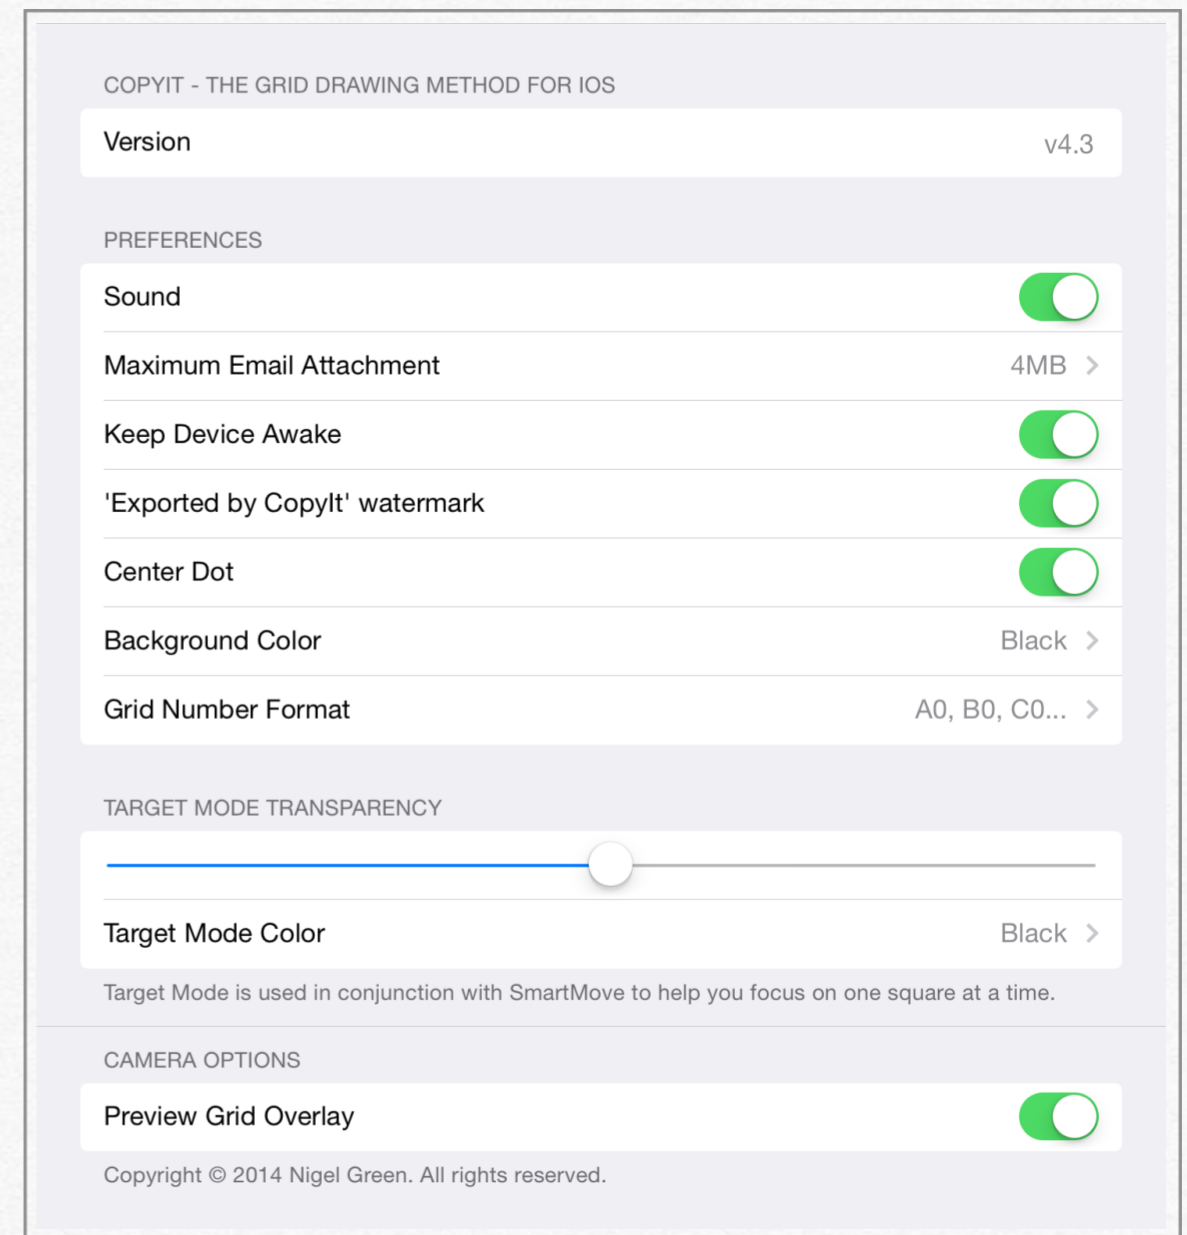 COPYIT - THE GRID DRAWING METHOD FOR IOS
Version v4.3
PREFERENCES
Sound
Maximum Email Attachment 4MB
Keep Device Awake
'Exported by CopyIt' watermark
Center Dot
Background Color Black
Grid Number Format A0, B0, C0...
TARGET MODE TRANSPARENCY
Target Mode Color Black
Target Mode is used in conjunction with SmartMove to help you focus on one square at a time.
CAMERA OPTIONS
Preview Grid Overlay
Copyright © 2014 Nigel Green. All rights reserved.